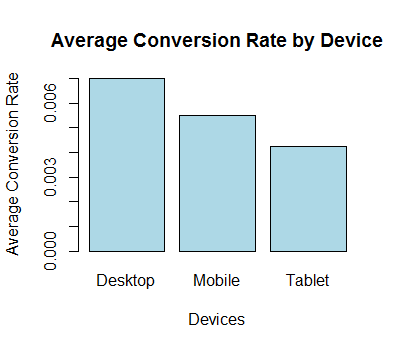 Average Conversion Rate by Device
Average Conversion Rate
0.006
0.003
0.000
Desktop Mobile Tablet
Devices